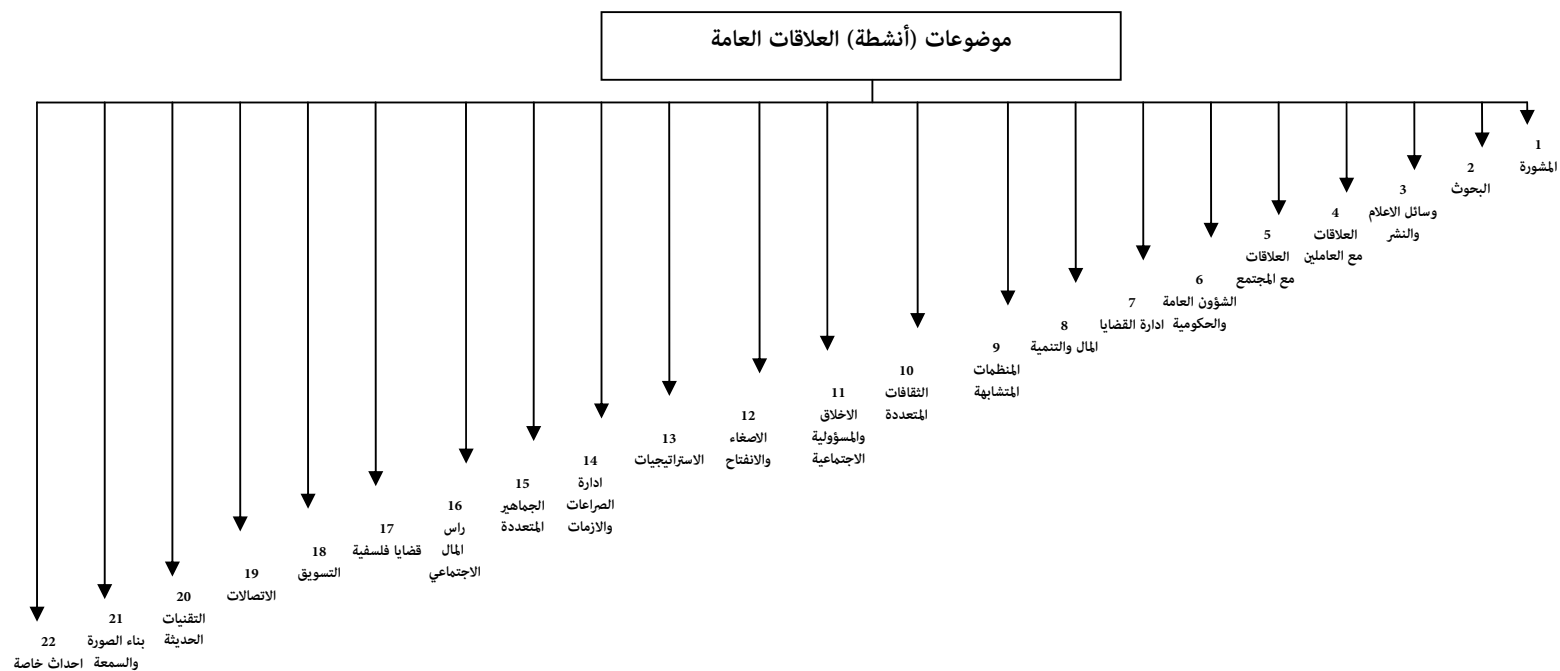 موضوعات (أنشطة) العلاقات العامة
1
المشورة
2
البحوث
3
وسائل الاعلام
والنشر
4
العلاقات
مع العاملين
5
العلاقات
مع المجتمع
6
الشؤون العامة
والحكومية
7
ادارة القضايا
8
المال والتنمية
9
المنظمات
المتشابهة
10
الثقافات
المتعددة
11
الاخلاق
والمسؤولية
الاجتماعية
12
الاصغاء
والانفتاح
13
الاستراتيجيات
14
ادارة
الصراعات
والازمات
15
الجماهير
المتعددة
16
راس
المال
الاجتماعي
17
قضايا فلسفية
18
التسويق
19
الاتصالات
20
التقنيات
الحديثة
21
بناء الصورة
والسمعة
22
احداث خاصة